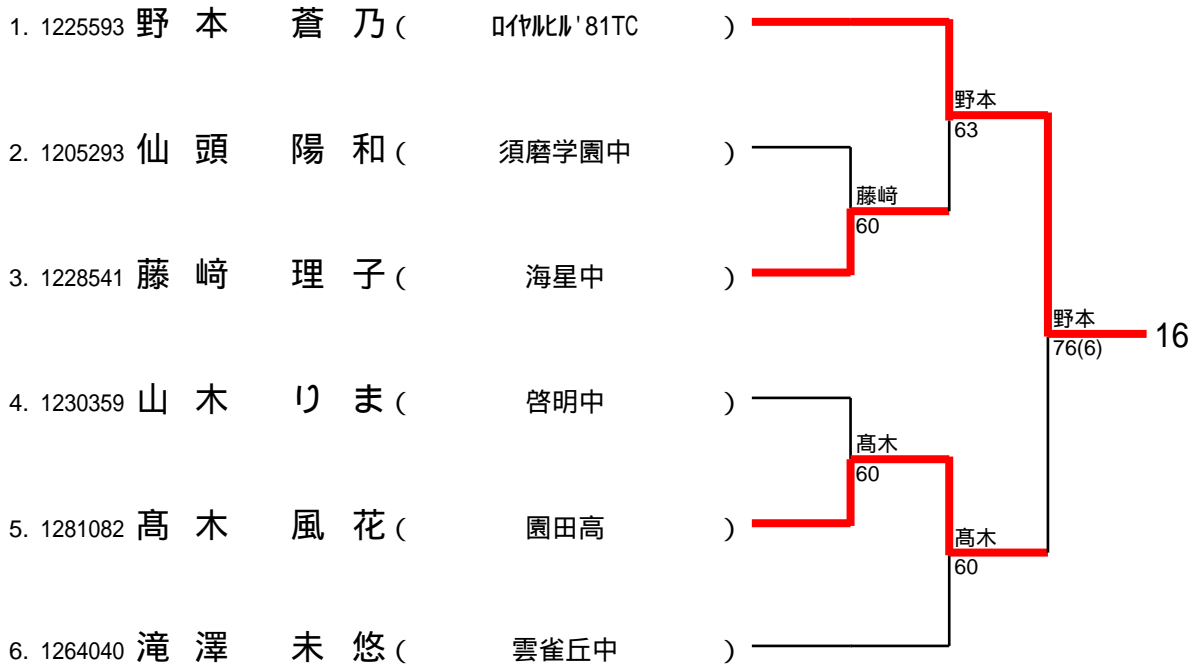 1. 1225593 野 本 蒼 乃 ( ﾛｲﾔﾙﾋﾙ'81TC )
野本
63
2. 1205293 仙 頭 陽 和 ( 須磨学園中 )
藤﨑
60
3. 1228541 藤 﨑 理 子 ( 海星中 )
野本
76(6)
16
4. 1230359 山 木 り ま ( 啓明中 )
髙木
60
5. 1281082 髙 木 風 花 ( 園田高 )
髙木
60
6. 1264040 滝 澤 未 悠 ( 雲雀丘中 )